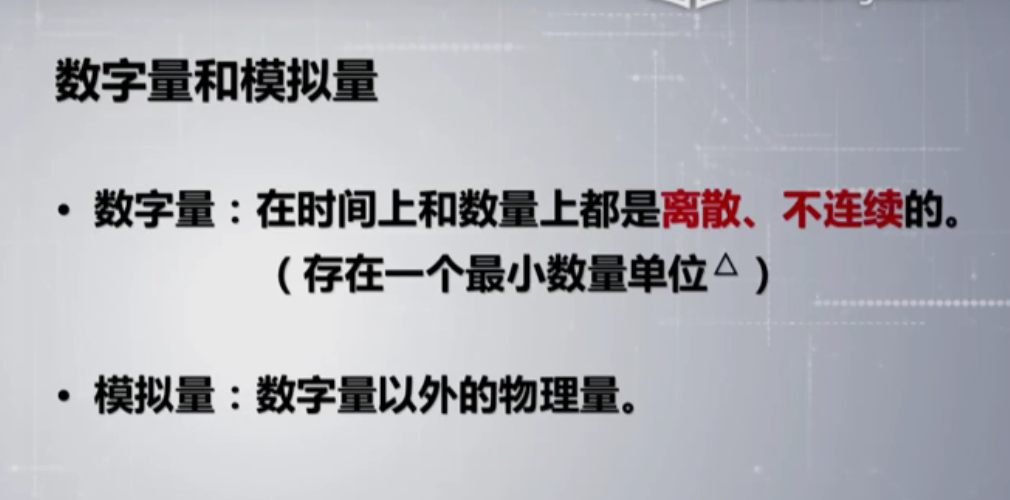 数字量和模拟量
• 数字量：在时间上和数量上都是离散、不连续的。
（存在一个最小数量单位△）
• 模拟量：数字量以外的物理量。